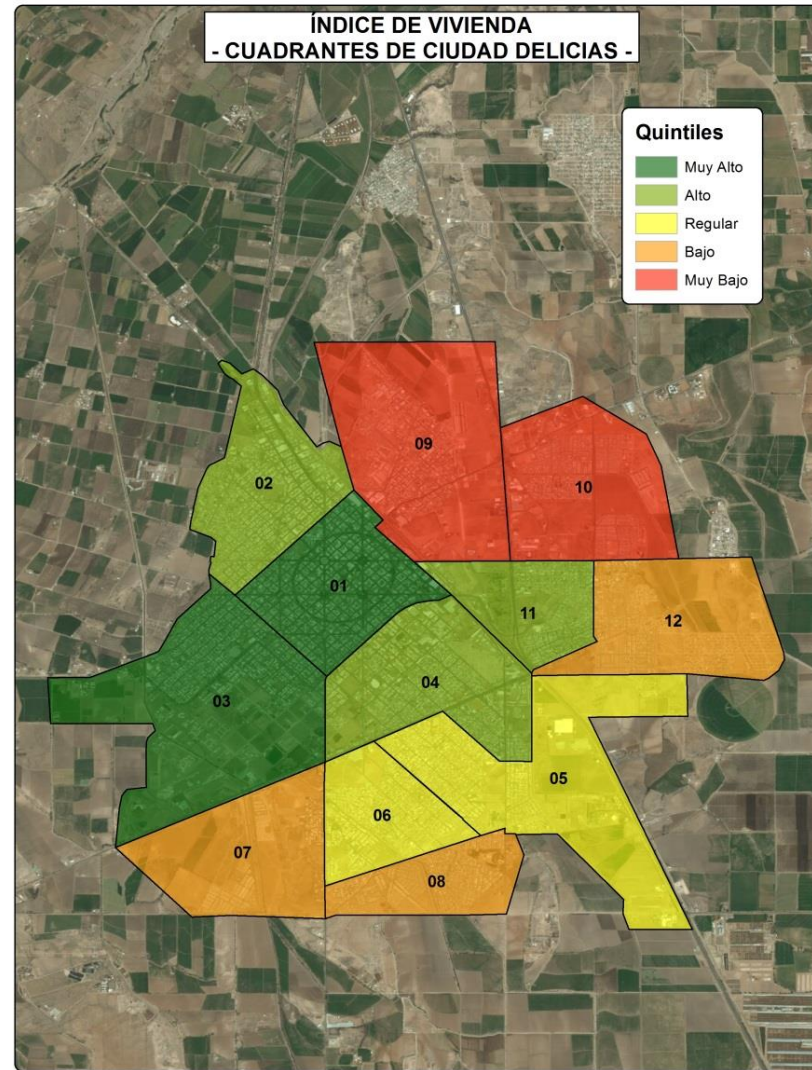 ÍNDICE DE VIVIENDA
- CUADRANTES DE CIUDAD DELICIAS -
Quintiles
Muy Alto
Alto
Regular
Bajo
Muy Bajo
09
10
02
01
11
12
03
04
05
06
07
08